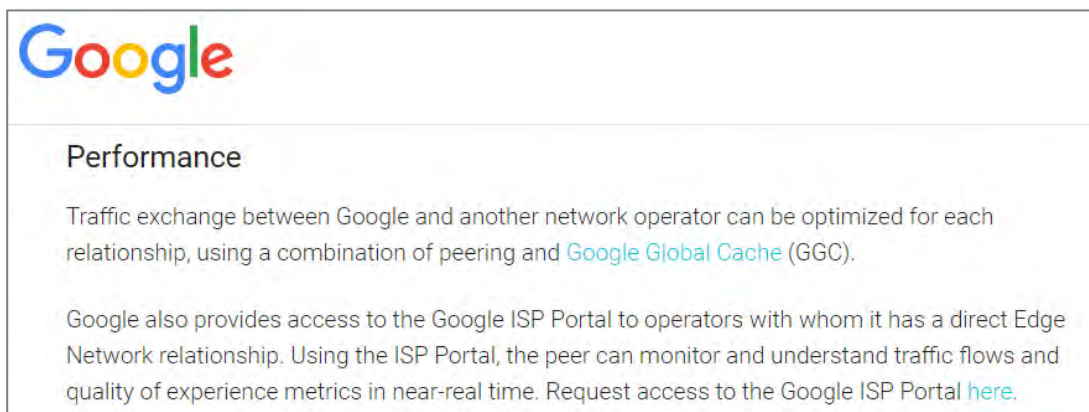 Google
Performance
Traffic exchange between Google and another network operator can be optimized for each
relationship, using a combination of peering and Google Global Cache (GGC).
Google also provides access to the Google ISP Portal to operators with whom it has a direct Edge
Network relationship. Using the ISP Portal, the peer can monitor and understand traffic flows and
quality of experience metrics in near-real time. Request access to the Google ISP Portal here.